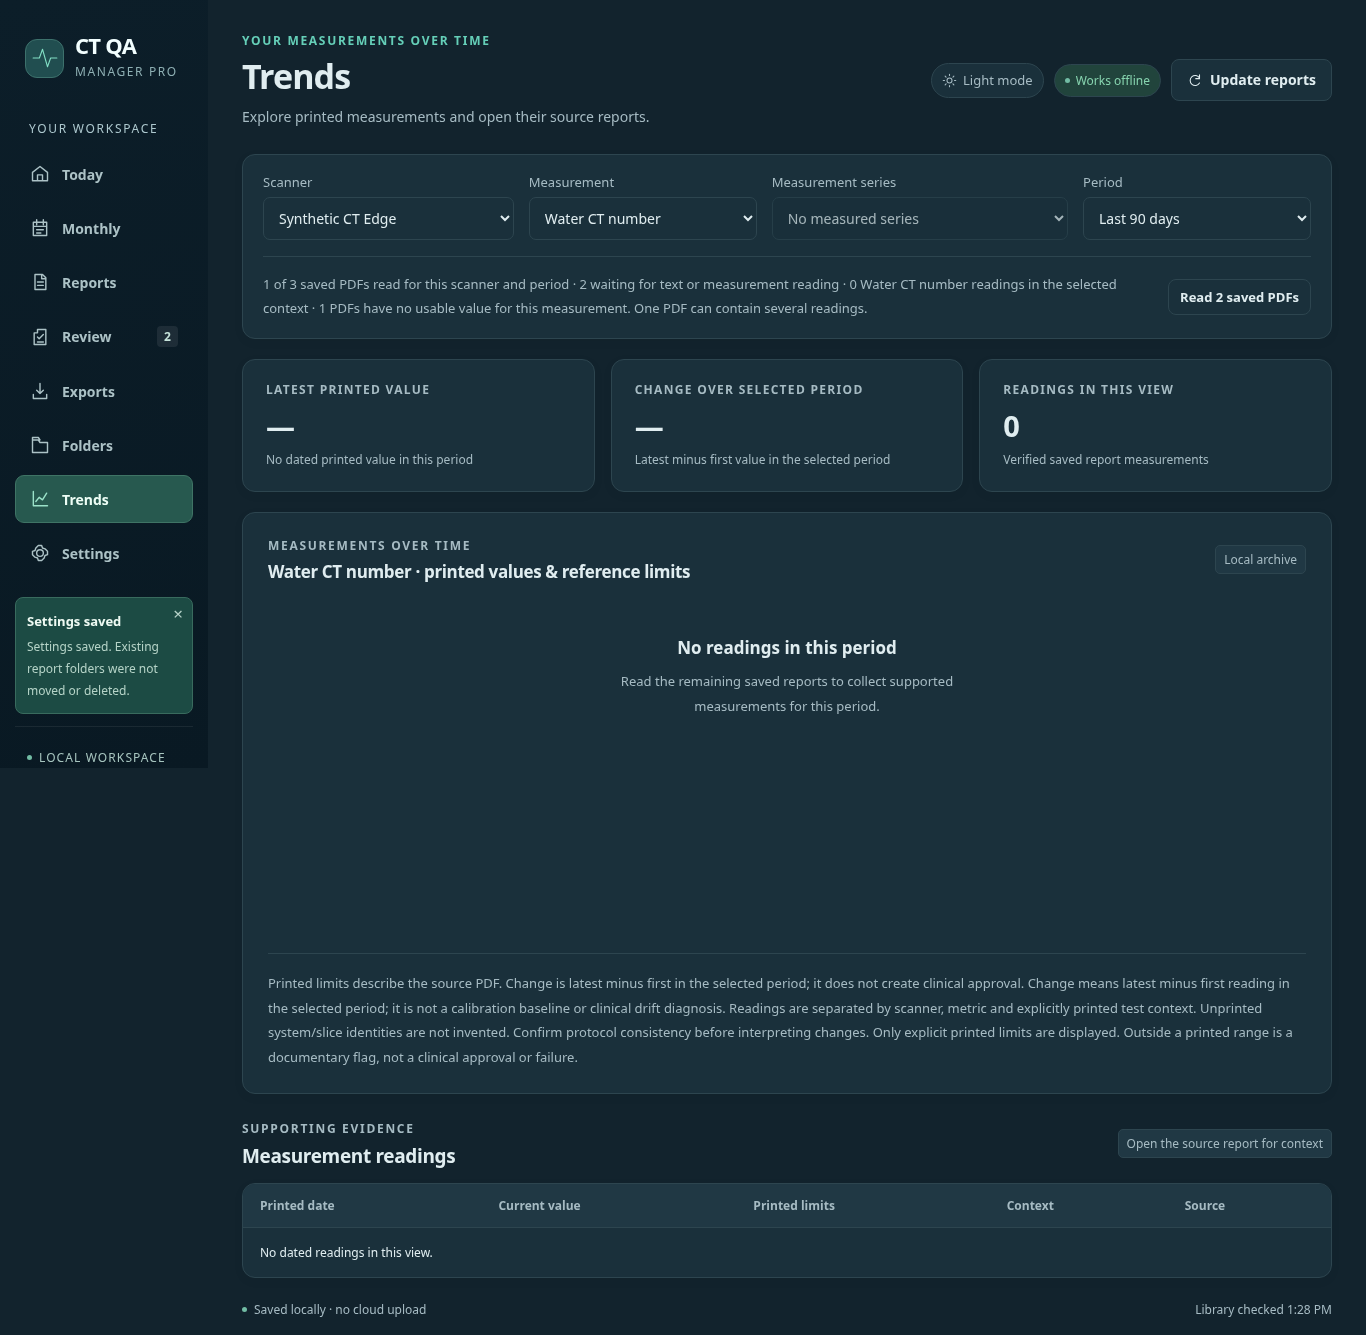 CT QA
MANAGER PRO
YOUR WORKSPACE
Today
Monthly
Reports
Review
2
Exports
Folders
Trends
Settings
Settings saved
×
Settings saved. Existing
report folders were not
moved or deleted.
LOCAL WORKSPACE
YOUR MEASUREMENTS OVER TIME
Trends
Explore printed measurements and open their source reports.
Light mode
Works offline
Update reports
Scanner
Measurement
Measurement series
Period
Synthetic CT Edge
Water CT number
No measured series
Last 90 days
1 of 3 saved PDFs read for this scanner and period · 2 waiting for text or measurement reading · 0 Water CT number readings in the selected
context · 1 PDFs have no usable value for this measurement. One PDF can contain several readings.
Read 2 saved PDFs
LATEST PRINTED VALUE
—
No dated printed value in this period
CHANGE OVER SELECTED PERIOD
—
Latest minus first value in the selected period
READINGS IN THIS VIEW
0
Verified saved report measurements
MEASUREMENTS OVER TIME
Water CT number · printed values & reference limits
Local archive
No readings in this period
Read the remaining saved reports to collect supported
measurements for this period.
Printed limits describe the source PDF. Change is latest minus first in the selected period; it does not create clinical approval. Change means latest minus first reading in
the selected period; it is not a calibration baseline or clinical drift diagnosis. Readings are separated by scanner, metric and explicitly printed test context. Unprinted
system/slice identities are not invented. Confirm protocol consistency before interpreting changes. Only explicit printed limits are displayed. Outside a printed range is a
documentary flag, not a clinical approval or failure.
SUPPORTING EVIDENCE
Measurement readings
Open the source report for context
Printed date
Current value
Printed limits
Context
Source
No dated readings in this view.
Saved locally · no cloud upload
Library checked 1:28 PM